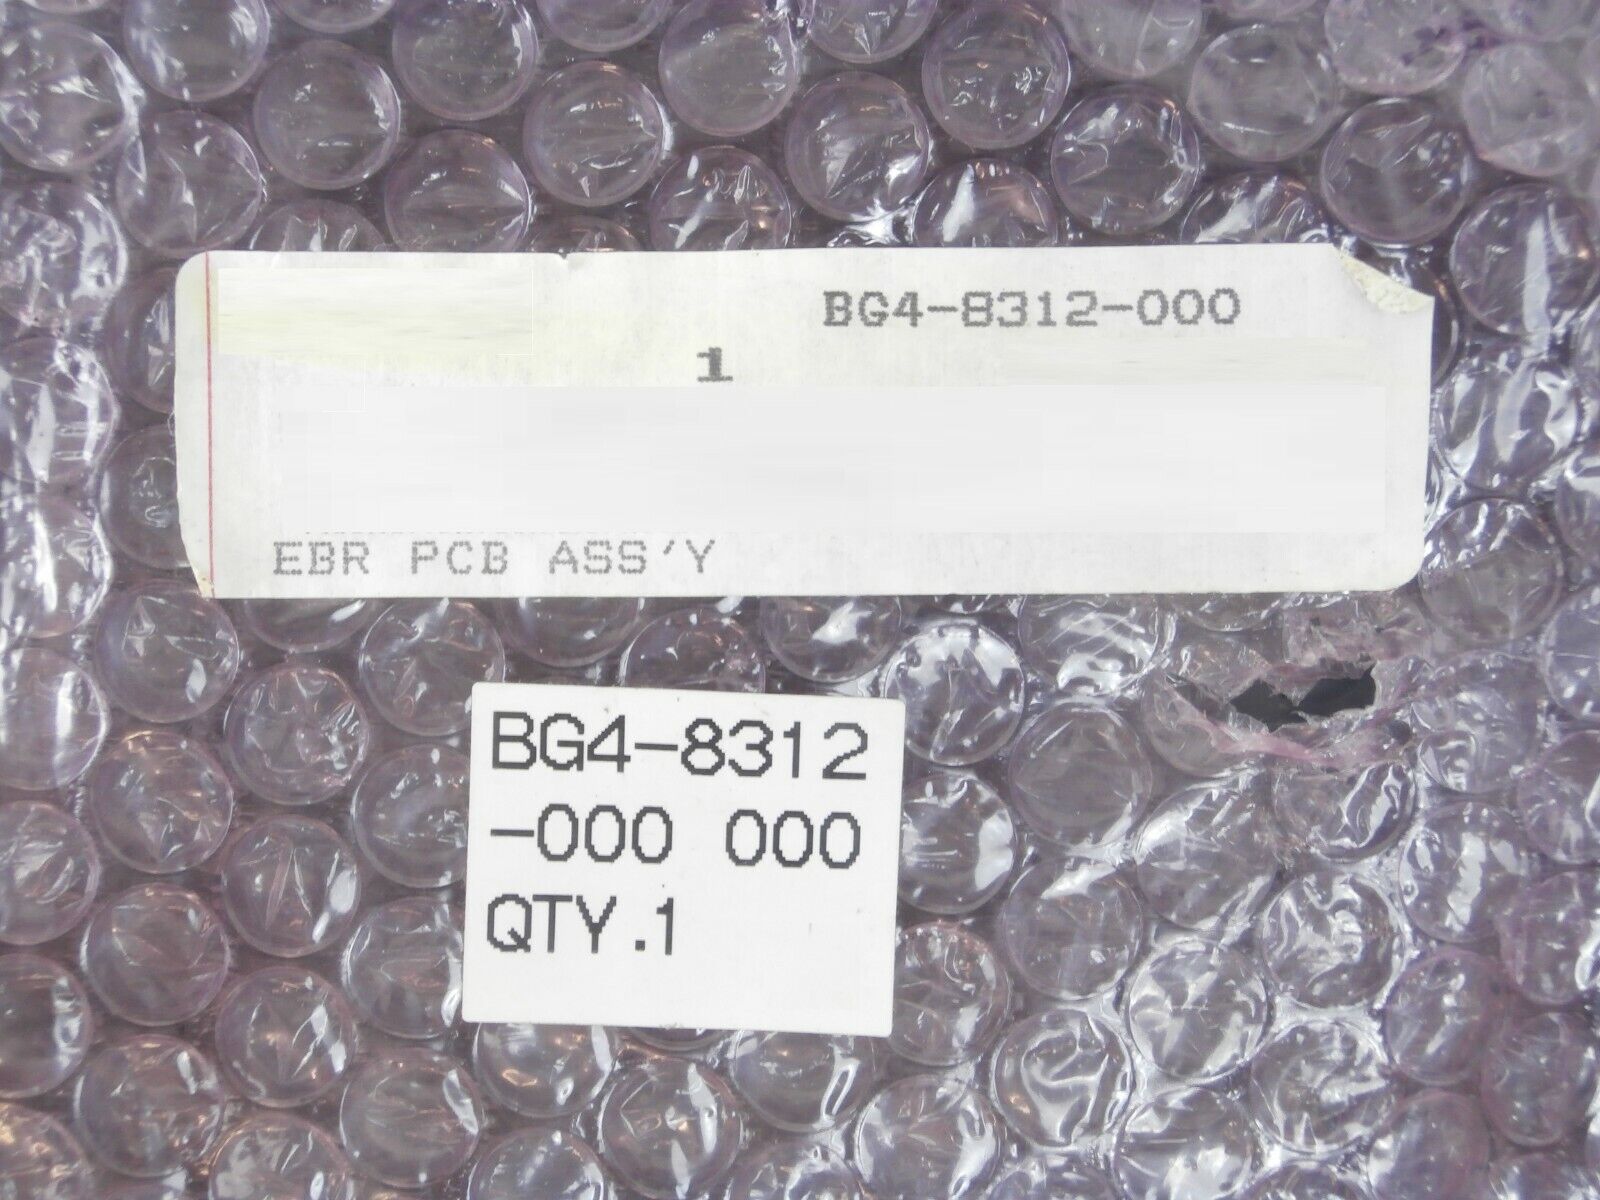 BG4-8312-000
1
EBR PCB ASS'Y
BG4-8312
-000 000
QTY.1